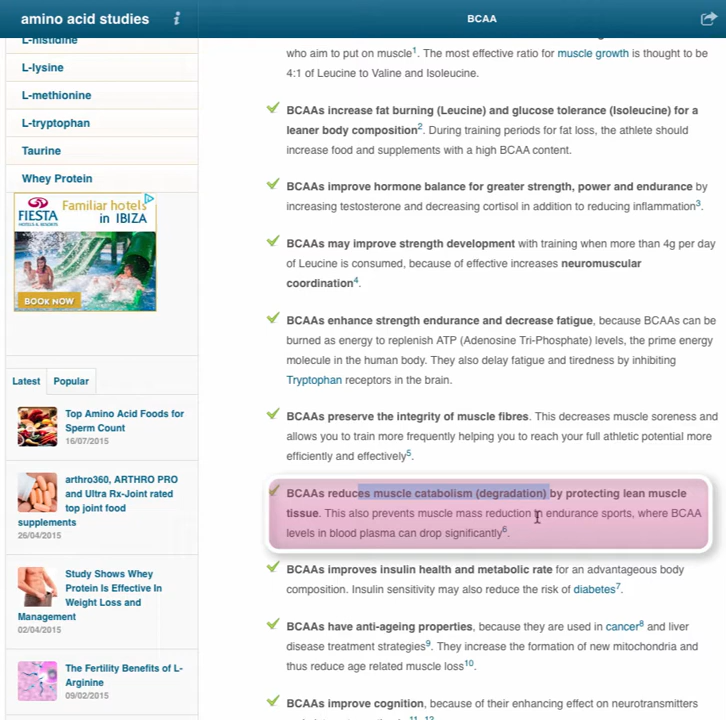 amino acid studies
i
BCAA
L-histidine
L-lysine
L-methionine
L-tryptophan
Taurine
Whey Protein
Familiar hotels
in IBIZA
FIESTA
HOTELS & RESORTS
BOOK NOW
Latest
Popular
Top Amino Acid Foods for
Sperm Count
16/07/2015
arthro360, ARTHRO PRO
and Ultra Rx-Joint rated
top joint food
supplements
26/04/2015
Study Shows Whey
Protein Is Effective In
Weight Loss and
Management
02/04/2015
The Fertility Benefits of L-
Arginine
09/02/2015
who aim to put on muscle1. The most effective ratio for muscle growth is thought to be
4:1 of Leucine to Valine and Isoleucine.
BCAAs increase fat burning (Leucine) and glucose tolerance (Isoleucine) for a
leaner body composition2. During training periods for fat loss, the athlete should
increase food and supplements with a high BCAA content.
BCAAs improve hormone balance for greater strength, power and endurance by
increasing testosterone and decreasing cortisol in addition to reducing inflammation3.
BCAAs may improve strength development with training when more than 4g per day
of Leucine is consumed, because of effective increases neuromuscular
coordination4.
BCAAs enhance strength endurance and decrease fatigue, because BCAAs can be
burned as energy to replenish ATP (Adenosine Tri-Phosphate) levels, the prime energy
molecule in the human body. They also delay fatigue and tiredness by inhibiting
Tryptophan receptors in the brain.
BCAAs preserve the integrity of muscle fibres. This decreases muscle soreness and
allows you to train more frequently helping you to reach your full athletic potential more
efficiently and effectively5.
BCAAs reduces muscle catabolism (degradation) by protecting lean muscle
tissue. This also prevents muscle mass reduction in endurance sports, where BCAA
levels in blood plasma can drop significantly6.
BCAAs improves insulin health and metabolic rate for an advantageous body
composition. Insulin sensitivity may also reduce the risk of diabetes7.
BCAAs have anti-ageing properties, because they are used in cancer8 and liver
disease treatment strategies9. They increase the formation of new mitochondria and
thus reduce age related muscle loss10.
BCAAs improve cognition, because of their enhancing effect on neurotransmitters